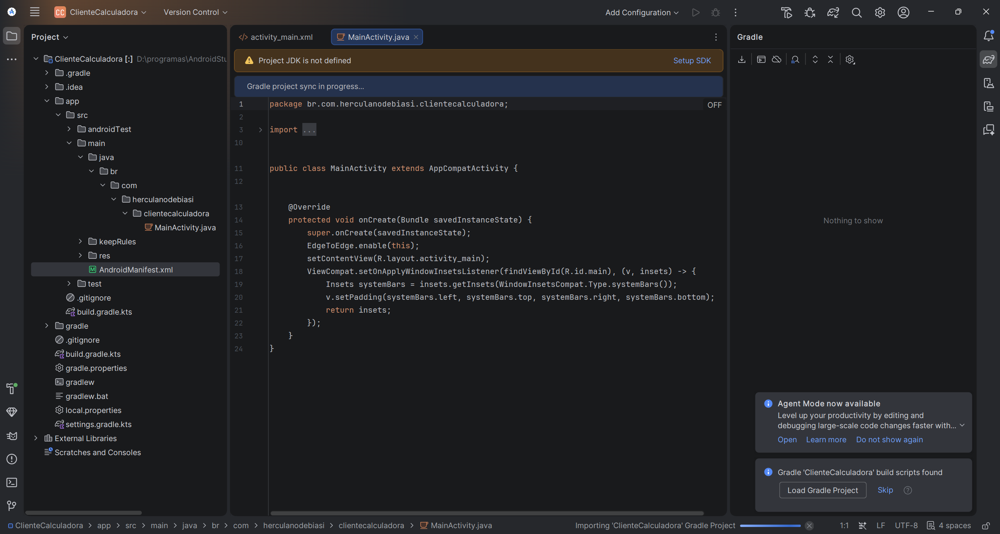 CC ClienteCalculadora
Version Control
Add Configuration
Project
ClienteCalculadora [:] D:\programas\AndroidStu
.gradle
.idea
app
src
androidTest
main
java
br
com
herculanodebiasi
clientecalculadora
MainActivity.java
keepRules
res
AndroidManifest.xml
test
.gitignore
build.gradle.kts
gradle
.gitignore
build.gradle.kts
gradle.properties
gradlew
gradlew.bat
local.properties
settings.gradle.kts
External Libraries
Scratches and Consoles
activity_main.xml
MainActivity.java
Project JDK is not defined
Setup SDK
Gradle project sync in progress...
OFF
1 package br.com.herculanodebiasi.clientecalculadora;
2
3 import ...
10
11 public class MainActivity extends AppCompatActivity {
12
13 @Override
14 protected void onCreate(Bundle savedInstanceState) {
15 super.onCreate(savedInstanceState);
16 EdgeToEdge.enable(this);
17 setContentView(R.layout.activity_main);
18 ViewCompat.setOnApplyWindowInsetsListener(findViewById(R.id.main), (v, insets) -> {
19 Insets systemBars = insets.getInsets(WindowInsetsCompat.Type.systemBars());
20 v.setPadding(systemBars.left, systemBars.top, systemBars.right, systemBars.bottom);
21 return insets;
22 });
23 }
24 }
Gradle
Nothing to show
Agent Mode now available
Level up your productivity by editing and
debugging large-scale code changes faster with...
Open Learn more Do not show again
Gradle 'ClienteCalculadora' build scripts found
Load Gradle Project Skip
ClienteCalculadora > app > src > main > java > br > com > herculanodebiasi > clientecalculadora > MainActivity.java
Importing 'ClienteCalculadora' Gradle Project
1:1 LF UTF-8 4 spaces